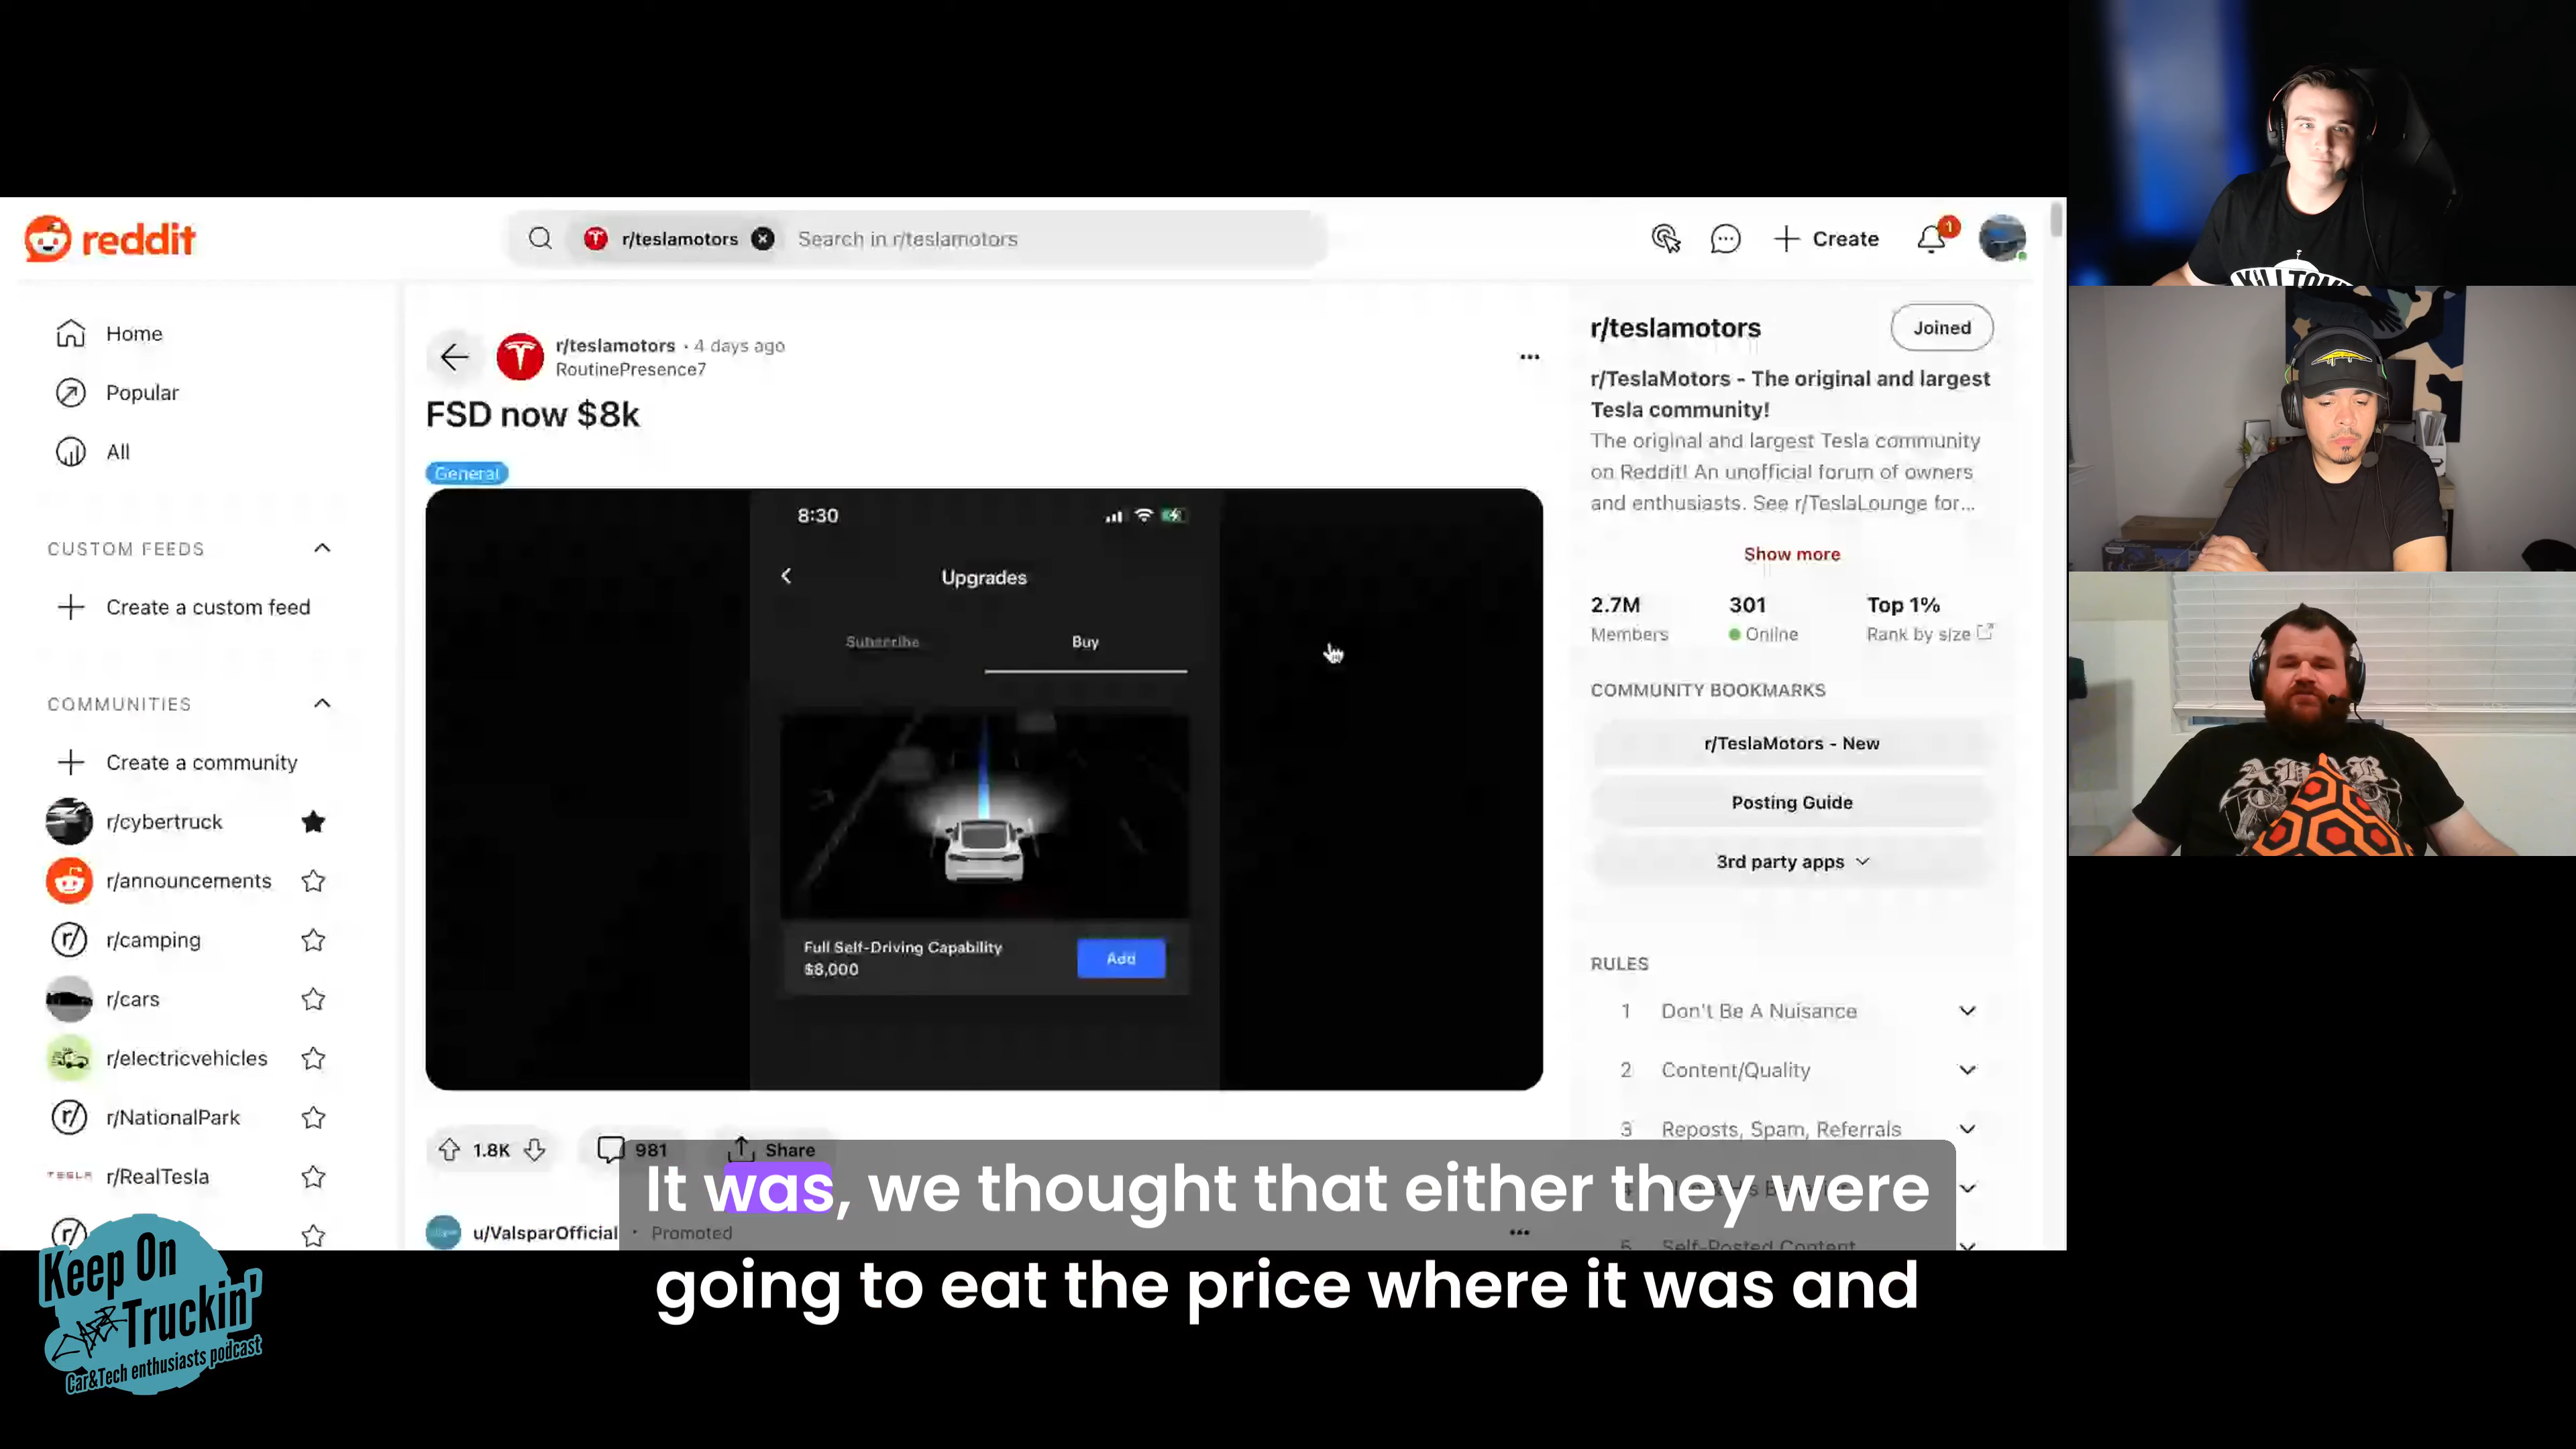 reddit
r/teslamotors
Search in r/teslamotors
Create
1
Home
Popular
All
CUSTOM FEEDS
Create a custom feed
COMMUNITIES
Create a community
r/cybertruck
r/announcements
r/camping
r/cars
r/electricvehicles
r/NationalPark
TESLA
r/RealTesla
r/teslamotors · 4 days ago
RoutinePresence7
FSD now $8k
General
8:30
Upgrades
Subscribe
Buy
Full Self-Driving Capability
$8,000
Add
1.8K
981
Share
u/ValsparOfficial · Promoted
r/teslamotors
Joined
r/TeslaMotors - The original and largest
Tesla community!
The original and largest Tesla community
on Reddit! An unofficial forum of owners
and enthusiasts. See r/TeslaLounge for...
Show more
2.7M
Members
301
Online
Top 1%
Rank by size
COMMUNITY BOOKMARKS
r/TeslaMotors - New
Posting Guide
3rd party apps
RULES
1 Don't Be A Nuisance
2 Content/Quality
3 Reposts, Spam, Referrals
5 Self-Posted Content
It was, we thought that either they were
going to eat the price where it was and
Keep On
Truckin'
Car&Tech enthusiasts podcast